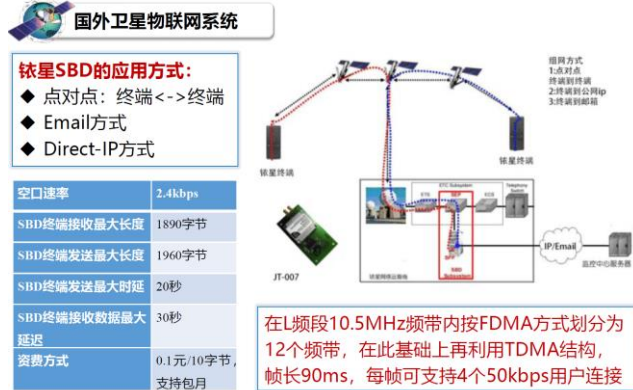 国外卫星物联网系统
铱星SBD的应用方式：
◆ 点对点：终端<->终端
◆ Email方式
◆ Direct-IP方式
空口速率 2.4kbps
SBD终端接收最大长度 1890字节
SBD终端发送最大长度 1960字节
SBD终端发送最大时延 20秒
SBD终端接收数据最大
延迟 30秒
资费方式 0.1元/10字节，
支持包月
组网方式
1:点对点
终端到终端
2:终端到公网ip
3:终端到邮箱
铱星终端
铱星终端
ETC Subsystem
Telephony
Switch
JT-007
SBD
Subsystem
IP/Email
监控中心服务器
在L频段10.5MHz频带内按FDMA方式划分为
12个频带，在此基础上再利用TDMA结构，
帧长90ms，每帧可支持4个50kbps用户连接